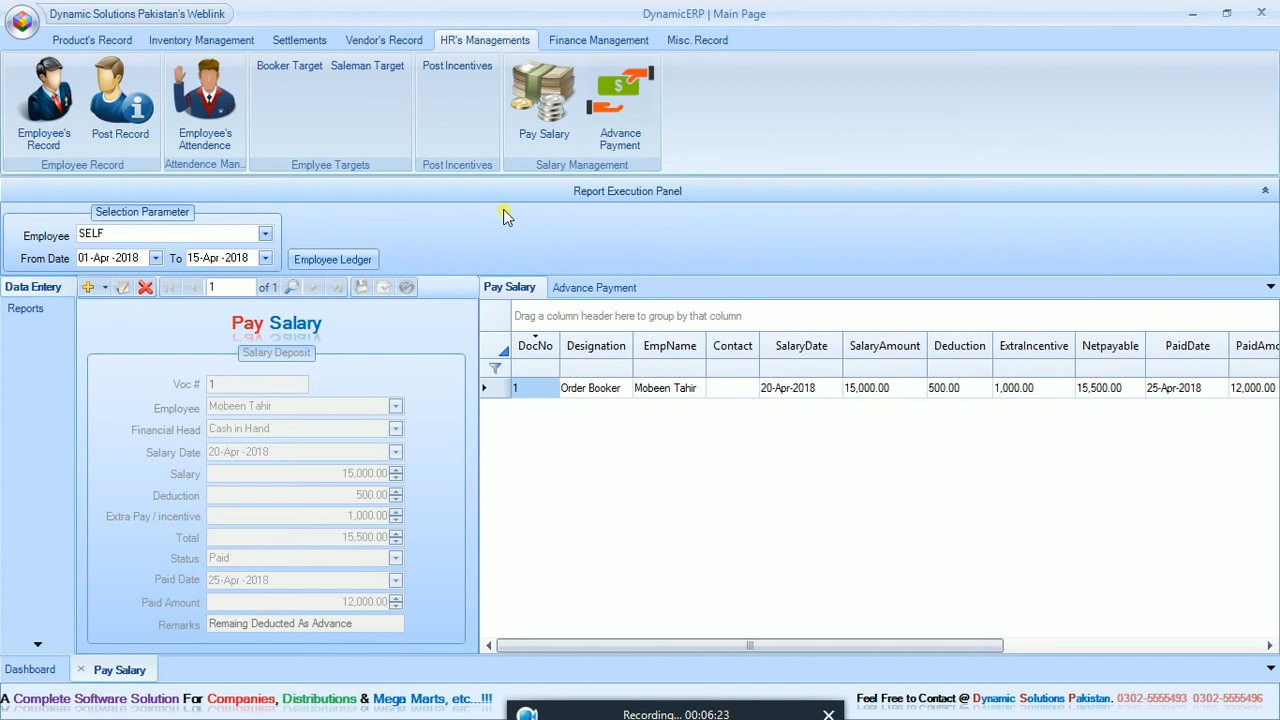 Dynamic Solutions Pakistan's Weblink
DynamicERP | Main Page
Product's Record Inventory Management Settlements Vendor's Record HR's Managements Finance Management Misc. Record
Employee's Record
Post Record
Employee's Attendence
Booker Target Saleman Target
Post Incentives
Pay Salary
Advance Payment
Employee Record Attendence Man... Emplyee Targets Post Incentives Salary Management
Report Execution Panel
Selection Parameter
Employee SELF
From Date 01-Apr -2018 To 15-Apr -2018 Employee Ledger
Data Entery
Reports
1 of 1
Pay Salary Advance Payment
Pay Salary
Salary Deposit
Voc # 1
Employee Mobeen Tahir
Financial Head Cash in Hand
Salary Date 20-Apr -2018
Salary 15,000.00
Deduction 500.00
Extra Pay / incentive 1,000.00
Total 15,500.00
Status Paid
Paid Date 25-Apr -2018
Paid Amount 12,000.00
Remarks Remaing Deducted As Advance
Drag a column header here to group by that column
DocNo Designation EmpName Contact SalaryDate SalaryAmount Deduction ExtraIncentive Netpayable PaidDate PaidAmo
1 Order Booker Mobeen Tahir 20-Apr-2018 15,000.00 500.00 1,000.00 15,500.00 25-Apr-2018 12,000.00
Dashboard Pay Salary
A Complete Software Solution For Companies, Distributions & Mega Marts, etc...!!!
Feel Free to Contact @ Dynamic Solutions Pakistan. 0302-5555493 0302-5555496
Recording... 00:06:23